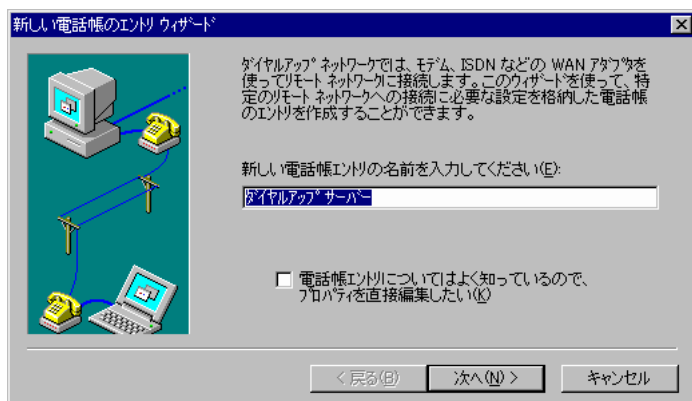 新しい電話帳のエントリ ウィザード
ダイヤルアップ ネットワークでは、モデム、ISDN などの WAN アダプタを
使ってリモート ネットワークに接続します。このウィザードを使って、特
定のリモート ネットワークへの接続に必要な設定を格納した電話帳
のエントリを作成することができます。
新しい電話帳エントリの名前を入力してください(E):
ダイヤルアップ サーバー
電話帳エントリについてはよく知っているので、
プロパティを直接編集したい(K)
< 戻る(B)
次へ(N) >
キャンセル